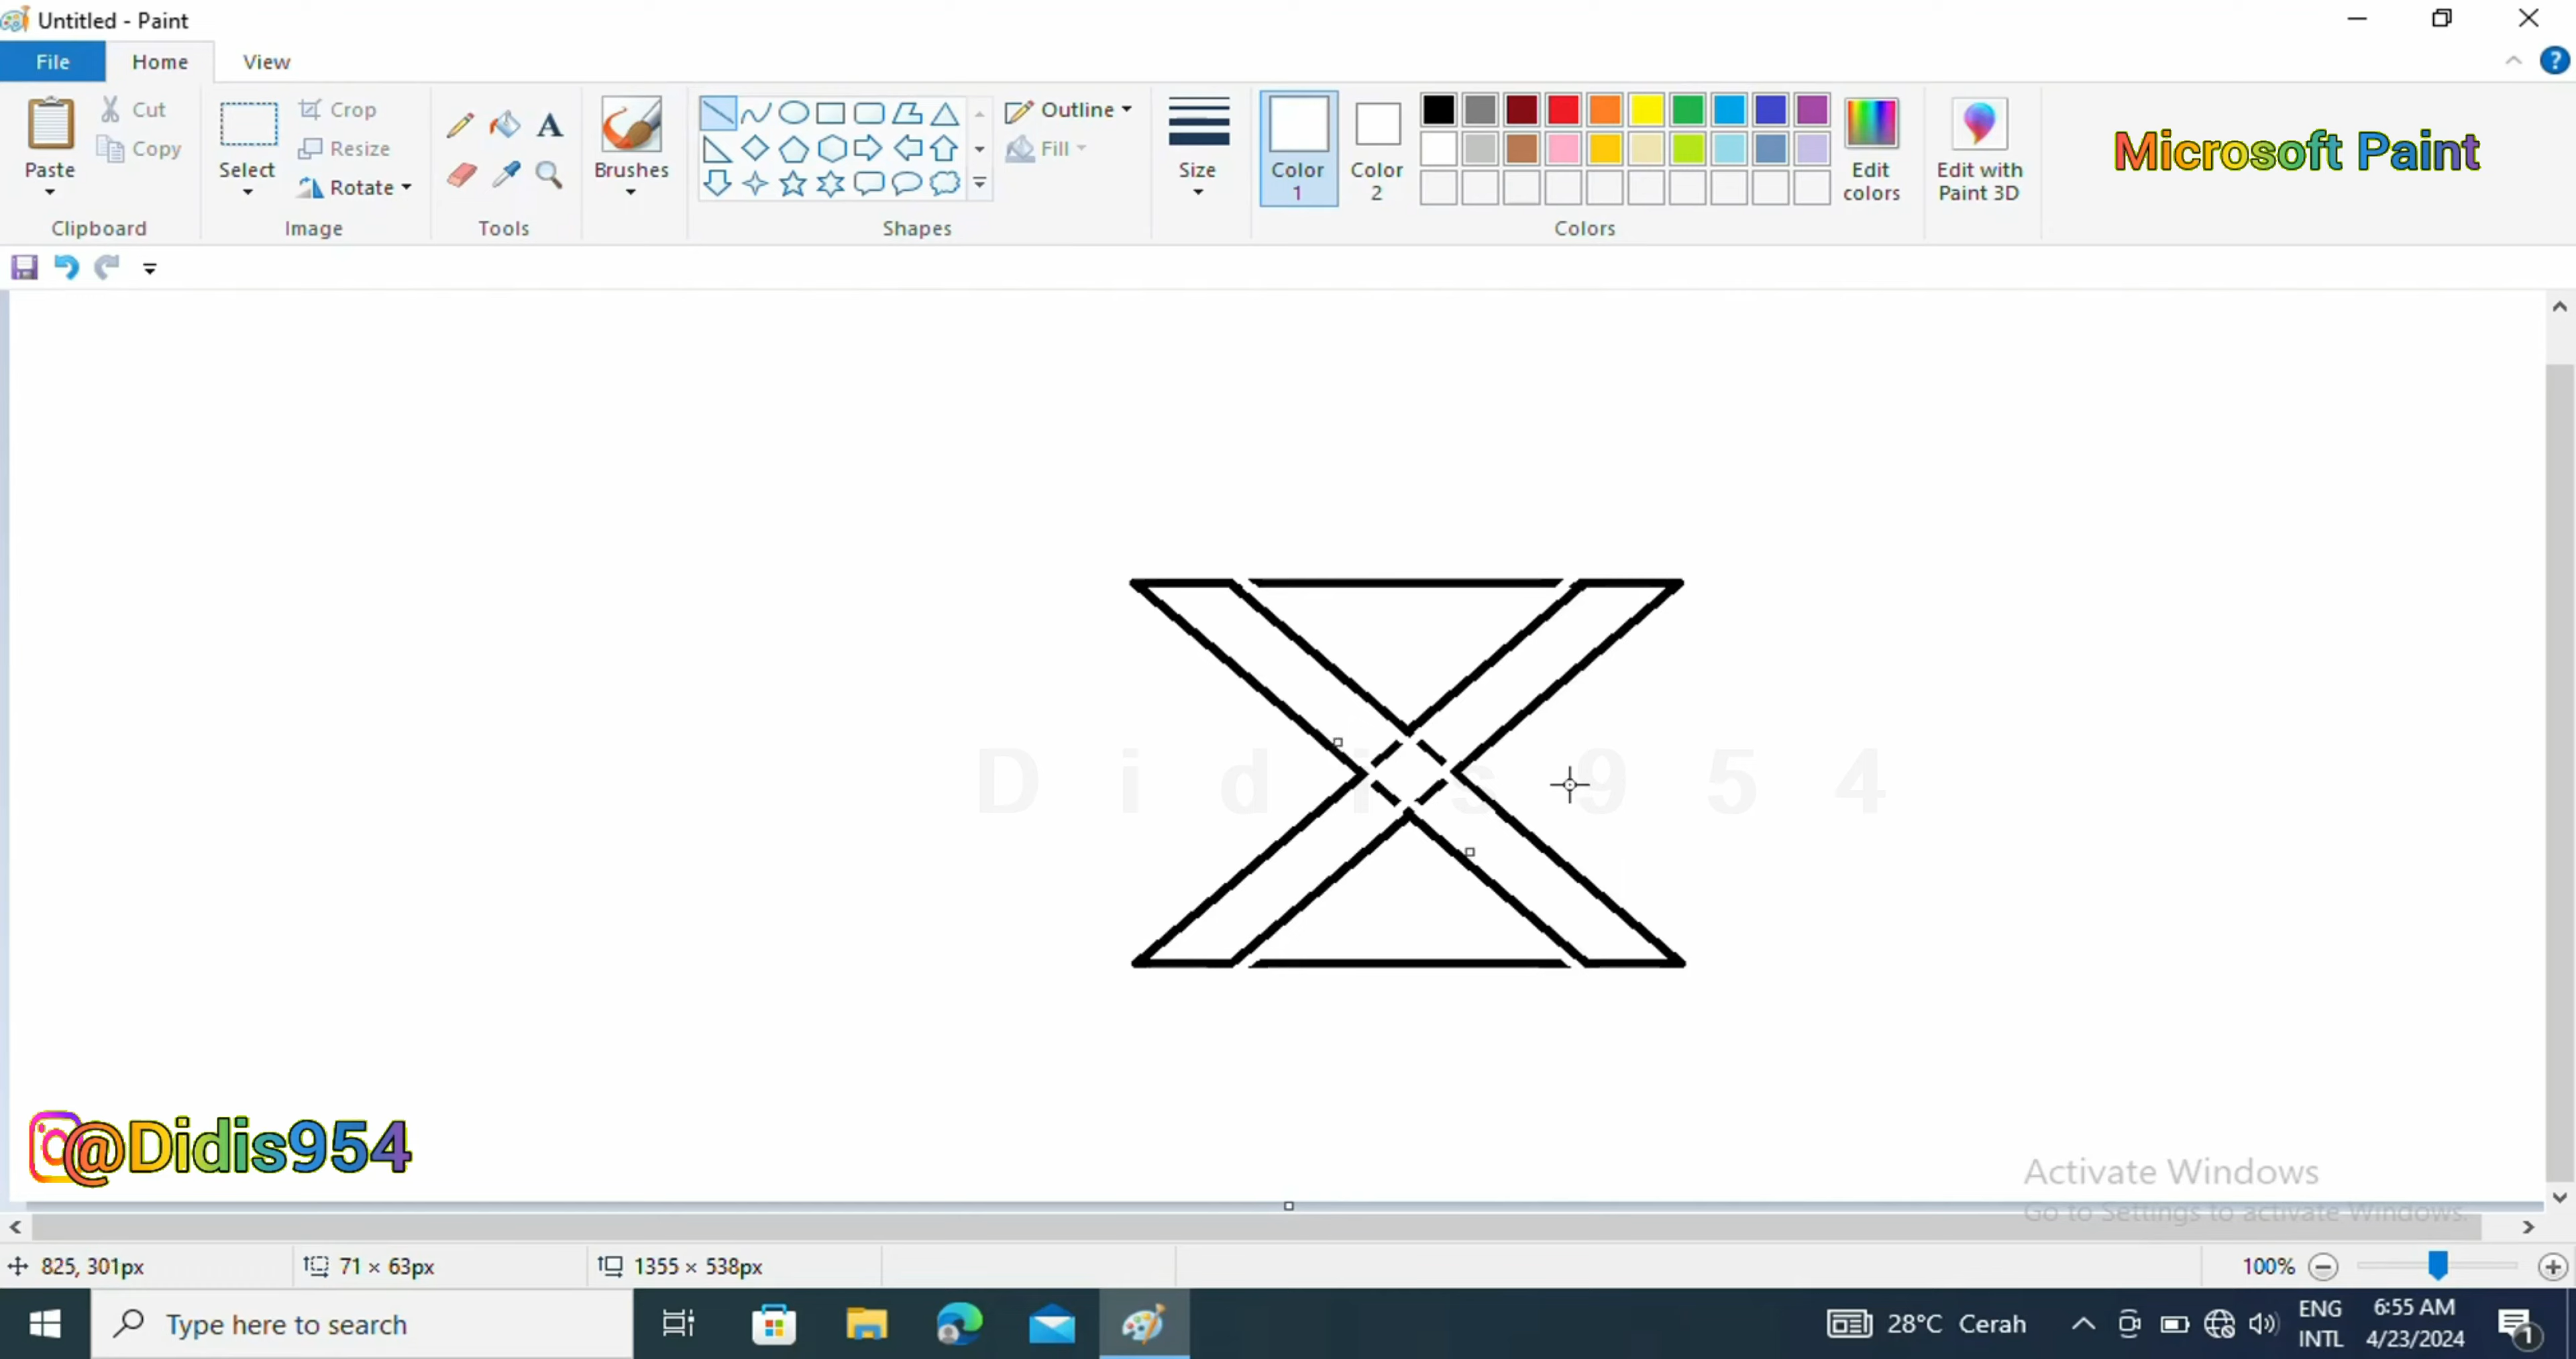 Untitled - Paint
File Home View
Paste
Cut
Copy
Clipboard
Select
Crop
Resize
Rotate
Image
Tools
Brushes
Shapes
Outline
Fill
Size
Color 1
Color 2
Colors
Edit colors
Edit with Paint 3D
Microsoft Paint
Didis954
@Didis954
Activate Windows
Go to Settings to activate Windows.
825, 301px 71 × 63px 1355 × 538px 100%
Type here to search
28°C Cerah
ENG
INTL
6:55 AM
4/23/2024
1